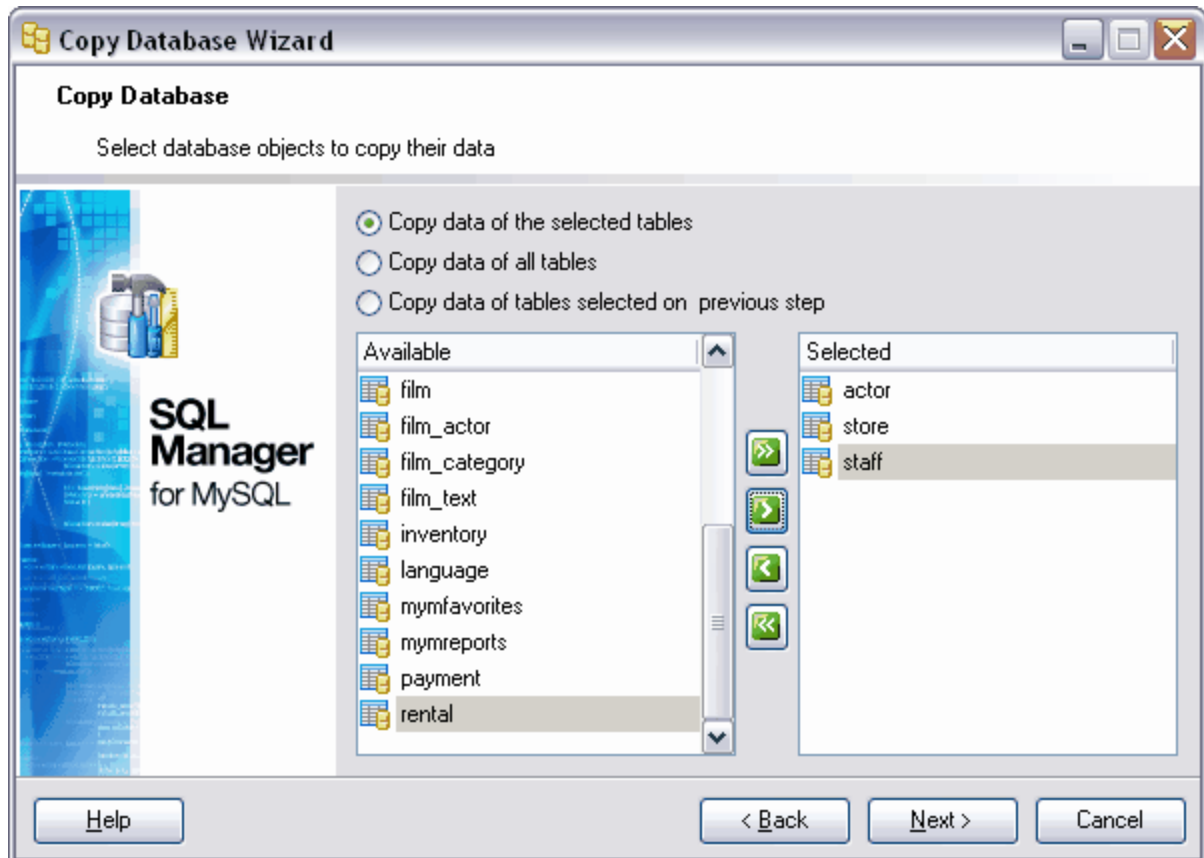 Copy Database Wizard
Copy Database
Select database objects to copy their data
Copy data of the selected tables
Copy data of all tables
Copy data of tables selected on previous step
SQL
Manager
for MySQL
Available
film
film_actor
film_category
film_text
inventory
language
mymfavorites
mymreports
payment
rental
Selected
actor
store
staff
Help
< Back
Next >
Cancel